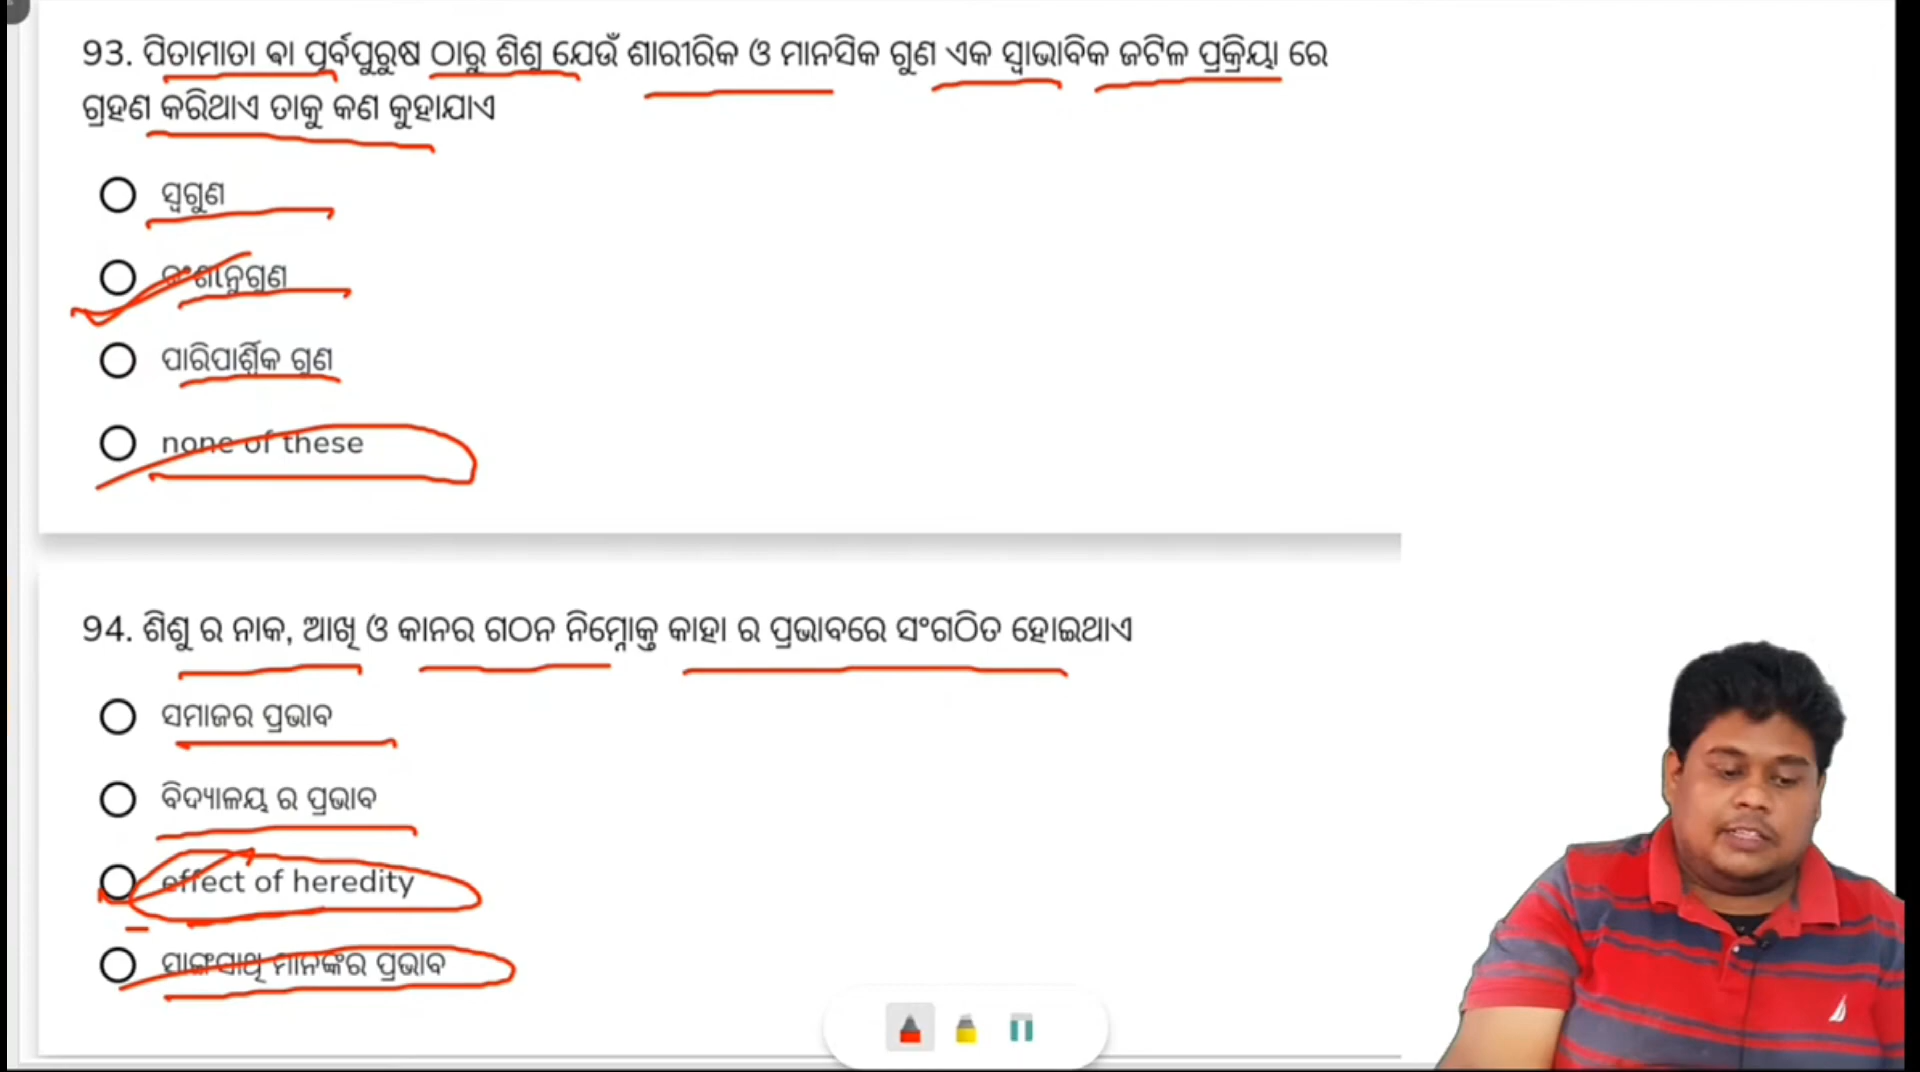 93. ପିତାମାତା ବା ପୂର୍ବପୁରୁଷ ଠାରୁ ଶିଶୁ ଯେଉଁ ଶାରୀରିକ ଓ ମାନସିକ ଗୁଣ ଏକ ସ୍ୱାଭାବିକ ଜଟିଳ ପ୍ରକ୍ରିୟା ରେ
ଗ୍ରହଣ କରିଥାଏ ତାକୁ କଣ କୁହାଯାଏ
ସ୍ୱଗୁଣ
ବଂଶାନୁଗୁଣ
ପାରିପାର୍ଶ୍ୱିକ ଗୁଣ
none of these
94. ଶିଶୁ ର ନାକ, ଆଖି ଓ କାନର ଗଠନ ନିମ୍ନୋକ୍ତ କାହା ର ପ୍ରଭାବରେ ସଂଗଠିତ ହୋଇଥାଏ
ସମାଜର ପ୍ରଭାବ
ବିଦ୍ୟାଳୟ ର ପ୍ରଭାବ
effect of heredity
ସାଙ୍ଗସାଥି ମାନଙ୍କର ପ୍ରଭାବ